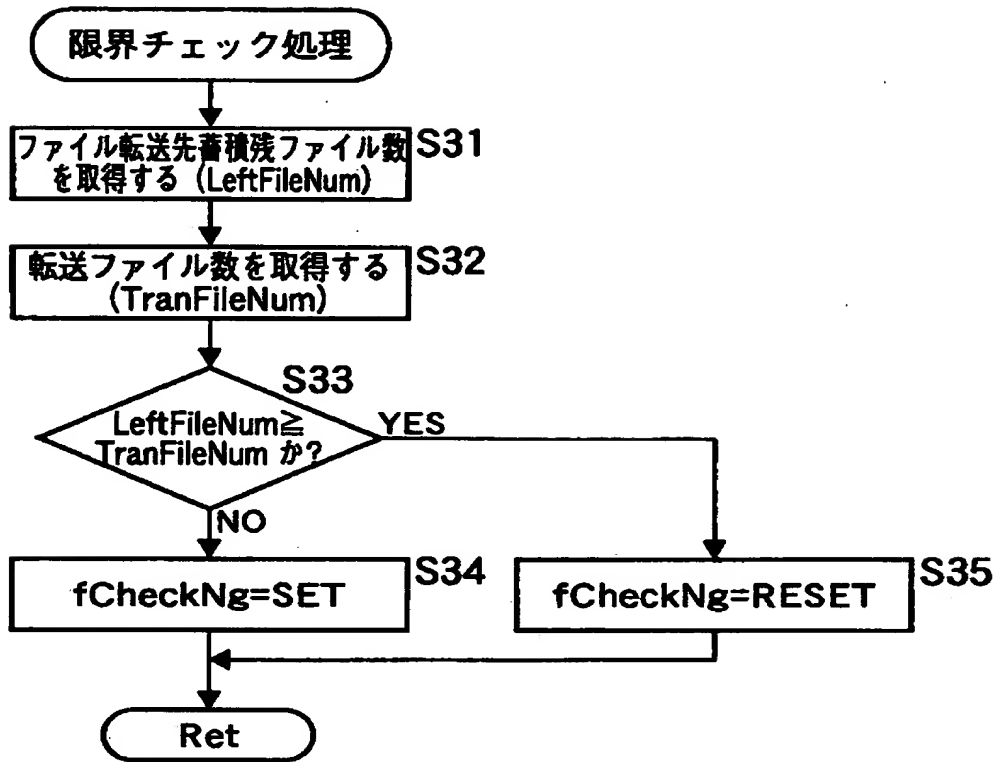 限界チェック処理
ファイル転送先蓄積残ファイル数 S31
を取得する (LeftFileNum)
転送ファイル数を取得する S32
(TranFileNum)
S33
LeftFileNum≧ YES
TranFileNum か?
NO
fCheckNg=SET S34
fCheckNg=RESET S35
Ret